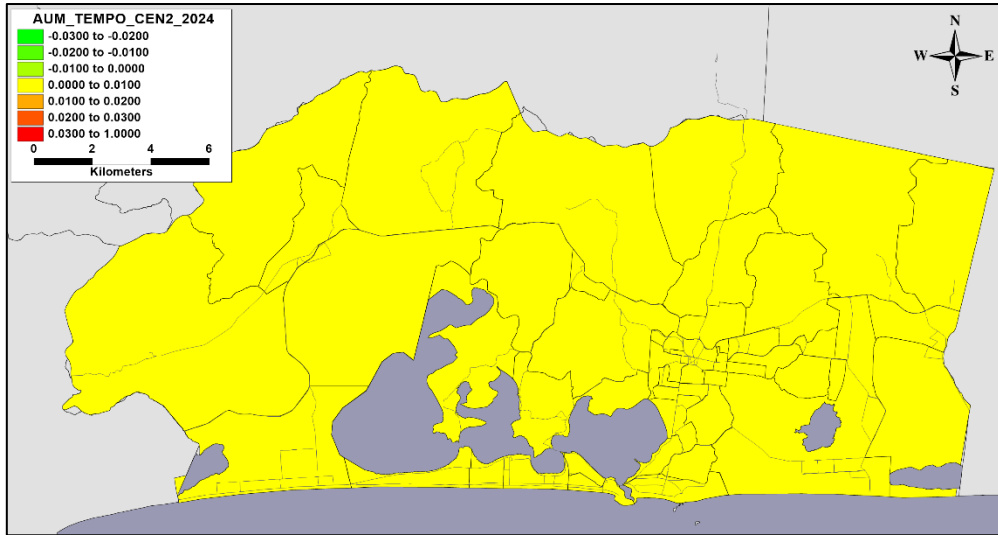 AUM_TEMPO_CEN2_2024
-0.0300 to -0.0200
-0.0200 to -0.0100
-0.0100 to 0.0000
0.0000 to 0.0100
0.0100 to 0.0200
0.0200 to 0.0300
0.0300 to 1.0000
0 2 4 6
Kilometers
N
W E
S